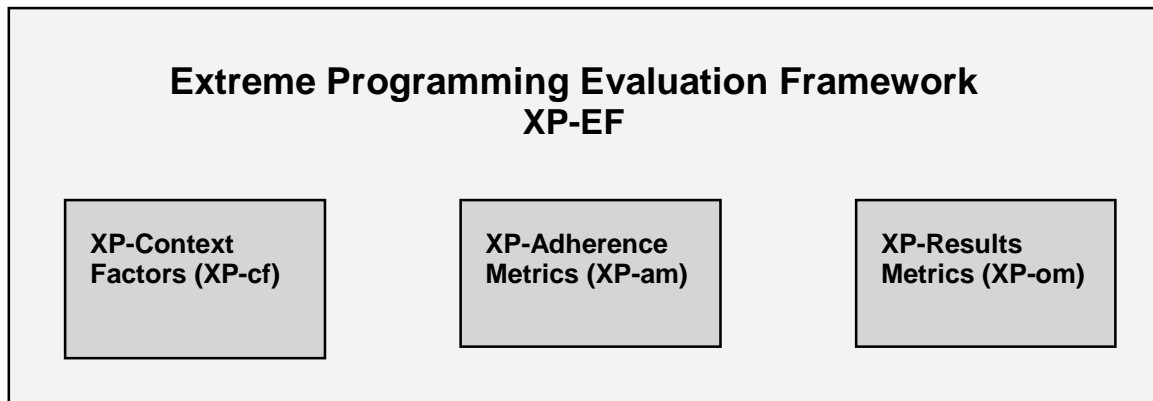 Extreme Programming Evaluation Framework
XP-EF
XP-Context
Factors (XP-cf)
XP-Adherence
Metrics (XP-am)
XP-Results
Metrics (XP-om)